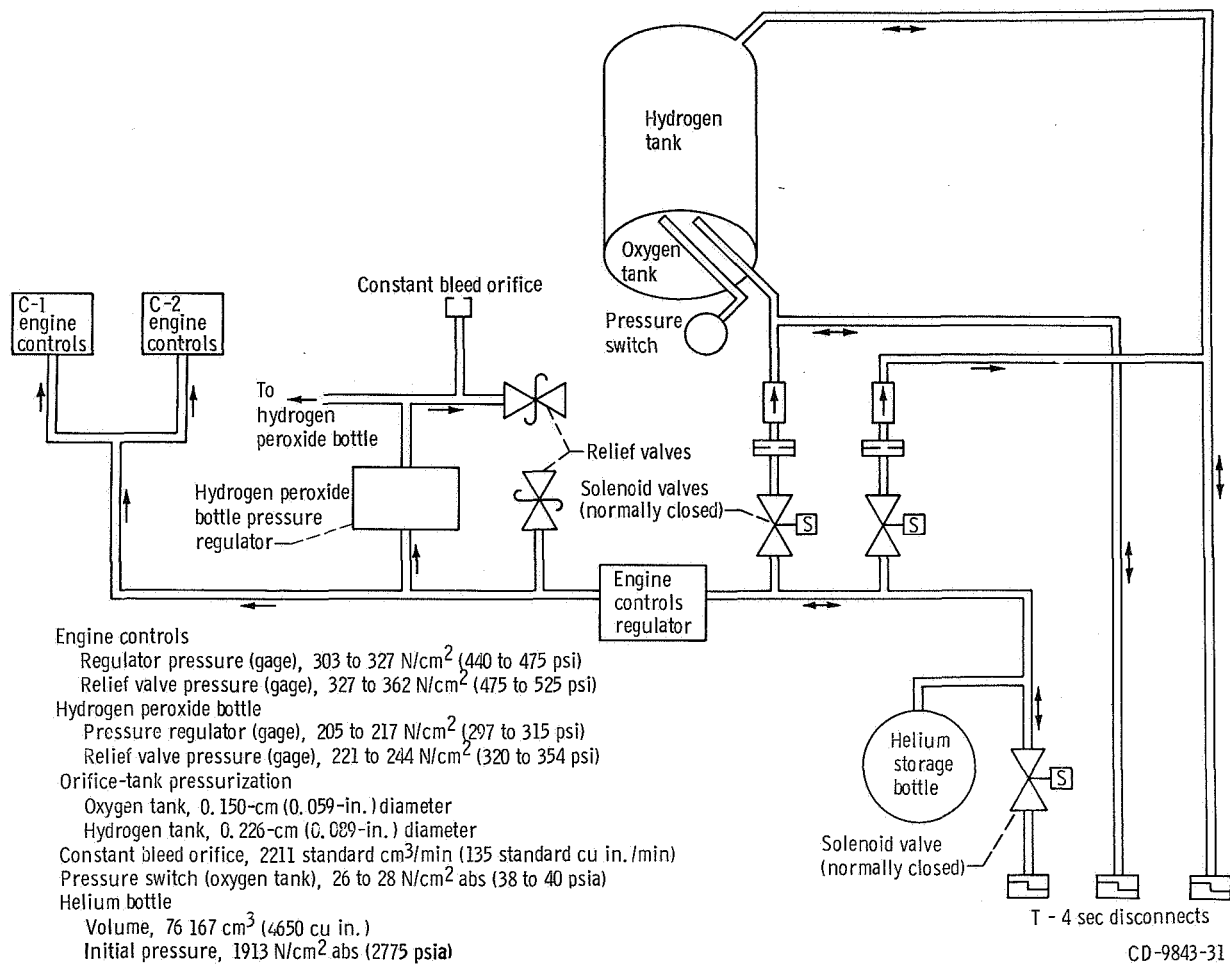 Hydrogen
tank
Oxygen
tank
Constant bleed orifice
C-1
engine
controls
C-2
engine
controls
Pressure
switch
To
hydrogen
peroxide bottle
Relief valves
Hydrogen peroxide
bottle pressure
regulator
Solenoid valves
(normally closed)
S
S
Engine
controls
regulator
Engine controls
Regulator pressure (gage), 303 to 327 N/cm² (440 to 475 psi)
Relief valve pressure (gage), 327 to 362 N/cm² (475 to 525 psi)
Hydrogen peroxide bottle
Pressure regulator (gage), 205 to 217 N/cm² (297 to 315 psi)
Relief valve pressure (gage), 221 to 244 N/cm² (320 to 354 psi)
Orifice-tank pressurization
Oxygen tank, 0.150-cm (0.059-in.) diameter
Hydrogen tank, 0.226-cm (0.089-in.) diameter
Constant bleed orifice, 2211 standard cm³/min (135 standard cu in./min)
Pressure switch (oxygen tank), 26 to 28 N/cm² abs (38 to 40 psia)
Helium bottle
Volume, 76 167 cm³ (4650 cu in.)
Initial pressure, 1913 N/cm² abs (2775 psia)
Helium
storage
bottle
S
Solenoid valve
(normally closed)
T - 4 sec disconnects
CD-9843-31